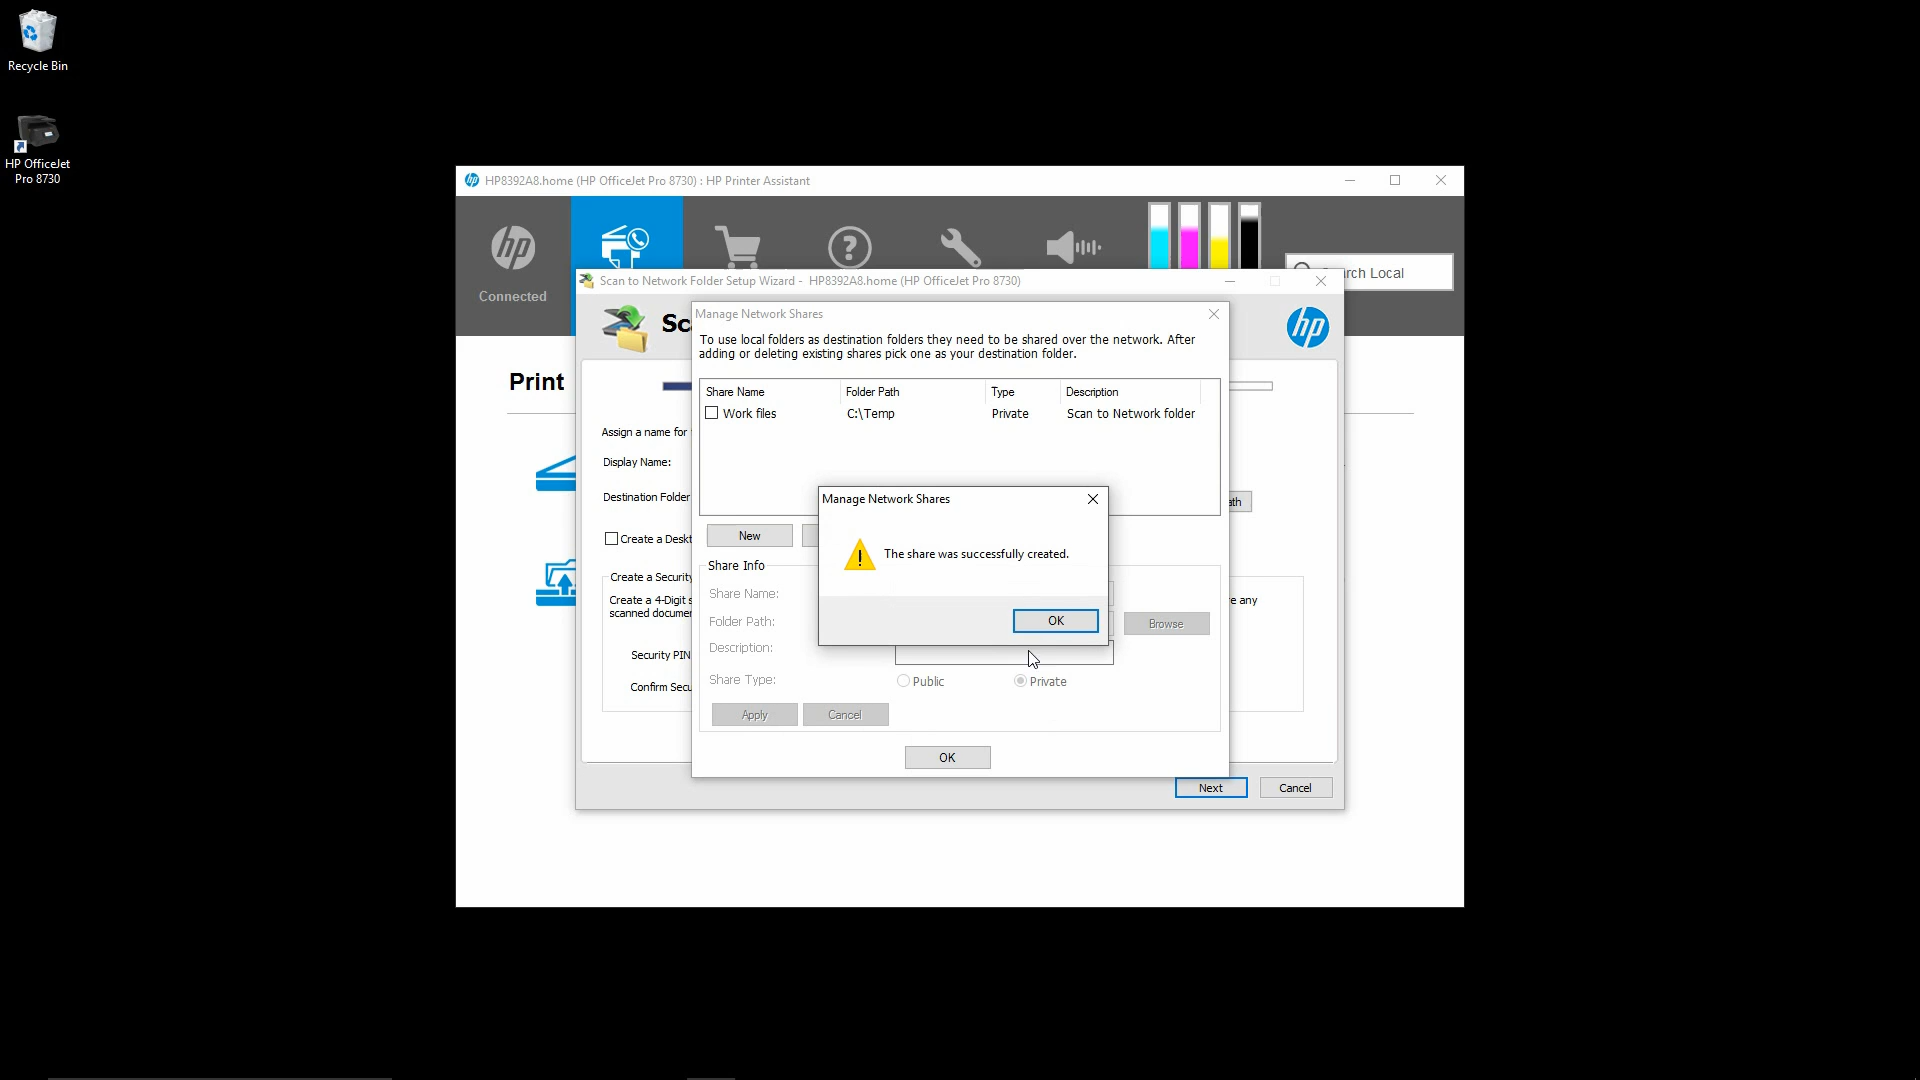 Recycle Bin
HP OfficeJet
Pro 8730
HP8392A8.home (HP OfficeJet Pro 8730) : HP Printer Assistant
hp
Connected
rch Local
Scan to Network Folder Setup Wizard - HP8392A8.home (HP OfficeJet Pro 8730)
Sc
hp
Manage Network Shares
To use local folders as destination folders they need to be shared over the network. After
adding or deleting existing shares pick one as your destination folder.
Print
Share Name Folder Path Type Description
Work files C:\Temp Private Scan to Network folder
Assign a name for
Display Name:
Destination Folder
ath
Create a Deskt
Manage Network Shares
The share was successfully created.
OK
New
Share Info
Share Name:
Folder Path:
Browse
Description:
Share Type:
Public
Private
Create a Security
Create a 4-Digit s
e any
scanned documen
Security PIN
Confirm Secu
Apply
Cancel
OK
Next
Cancel